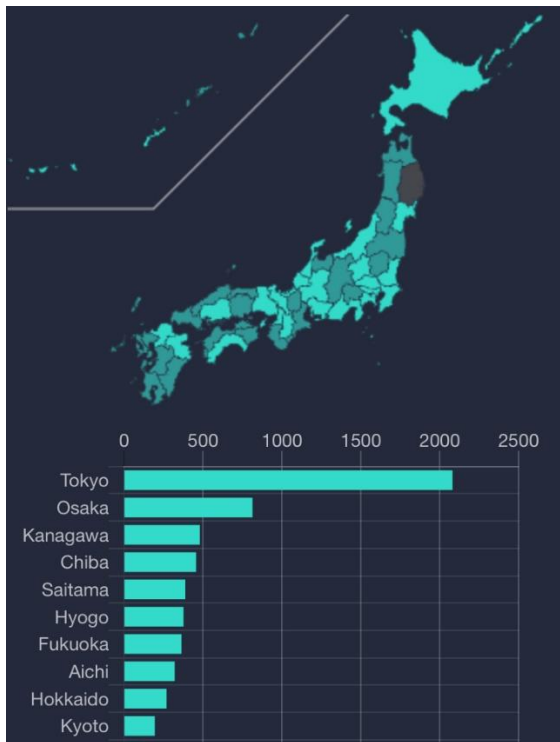 0 500 1000 1500 2000 2500
Tokyo
Osaka
Kanagawa
Chiba
Saitama
Hyogo
Fukuoka
Aichi
Hokkaido
Kyoto